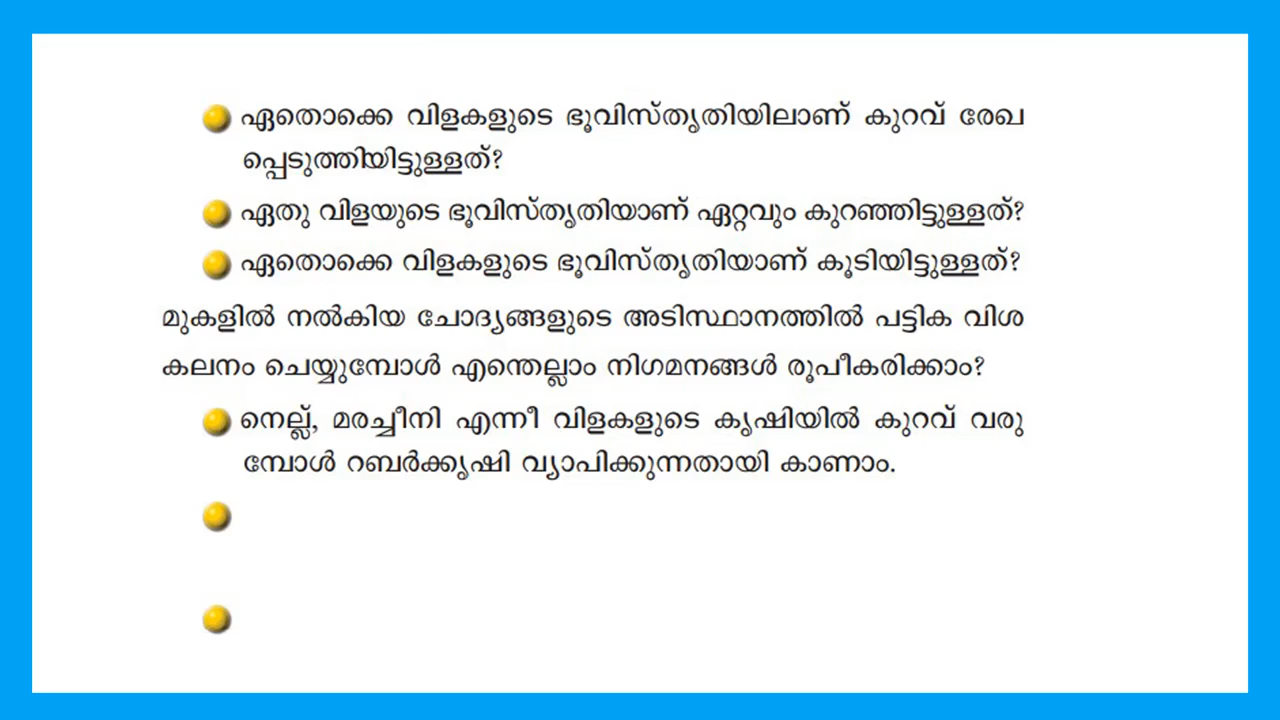 ഏതൊക്കെ വിളകളുടെ ഭൂവിസ്തൃതിയിലാണ് കുറവ് രേഖ
പ്പെടുത്തിയിട്ടുള്ളത്?
ഏതു വിളയുടെ ഭൂവിസ്തൃതിയാണ് ഏറ്റവും കുറഞ്ഞിട്ടുള്ളത്?
ഏതൊക്കെ വിളകളുടെ ഭൂവിസ്തൃതിയാണ് കൂടിയിട്ടുള്ളത്?
മുകളിൽ നൽകിയ ചോദ്യങ്ങളുടെ അടിസ്ഥാനത്തിൽ പട്ടിക വിശ
കലനം ചെയ്യുമ്പോൾ എന്തെല്ലാം നിഗമനങ്ങൾ രൂപീകരിക്കാം?
നെല്ല്, മരച്ചീനി എന്നീ വിളകളുടെ കൃഷിയിൽ കുറവ് വരു
മ്പോൾ റബർക്കൃഷി വ്യാപിക്കുന്നതായി കാണാം.